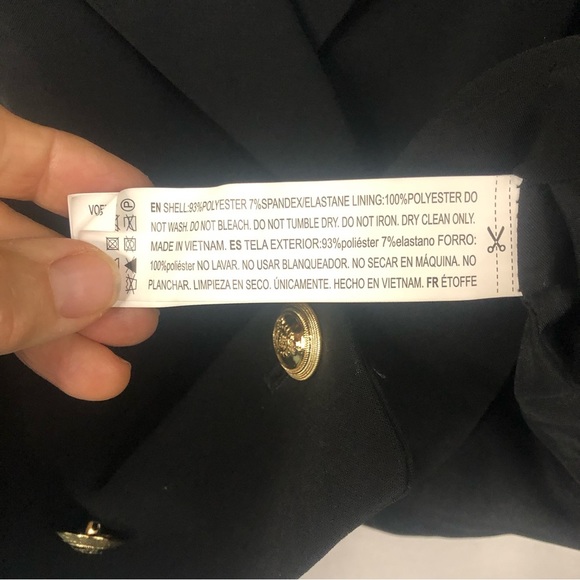 VOE
Ⓟ
EN SHELL:93%POLYESTER 7%SPANDEX/ELASTANE LINING:100%POLYESTER DO
NOT WASH. DO NOT BLEACH. DO NOT TUMBLE DRY. DO NOT IRON. DRY CLEAN ONLY.
MADE IN VIETNAM. ES TELA EXTERIOR:93%poliéster 7%elastano FORRO:
100%poliéster NO LAVAR. NO USAR BLANQUEADOR. NO SECAR EN MÁQUINA. NO
PLANCHAR. LIMPIEZA EN SECO. ÚNICAMENTE. HECHO EN VIETNAM. FR ÉTOFFE